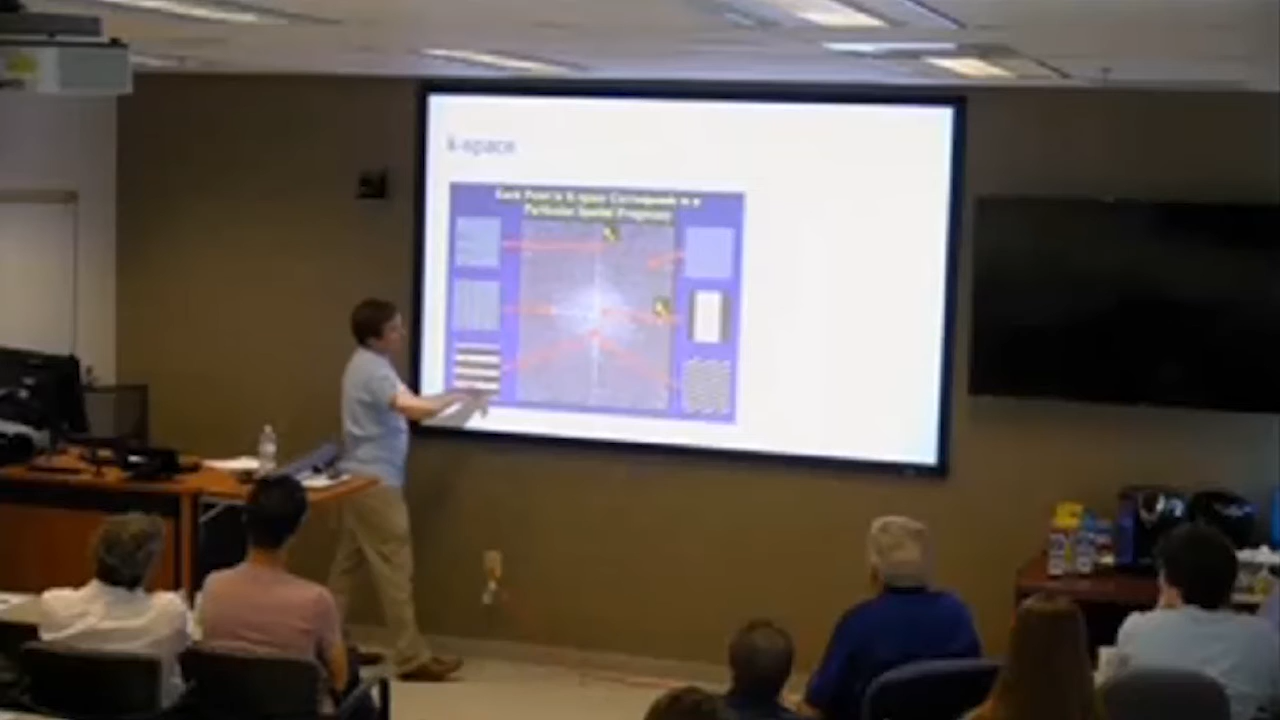 k-space
Each Point in K-space Corresponds to a
Particular Spatial Frequency